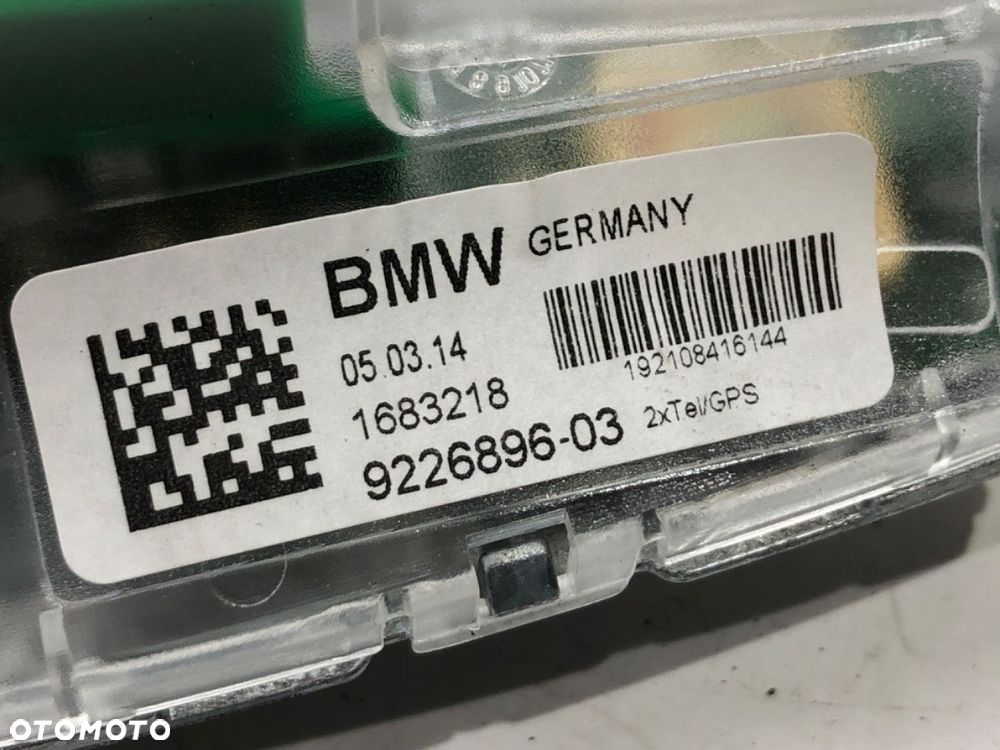 BMW GERMANY
05.03.14
192108416144
1683218
9226896-03 2xTel/GPS
OTOMOTO